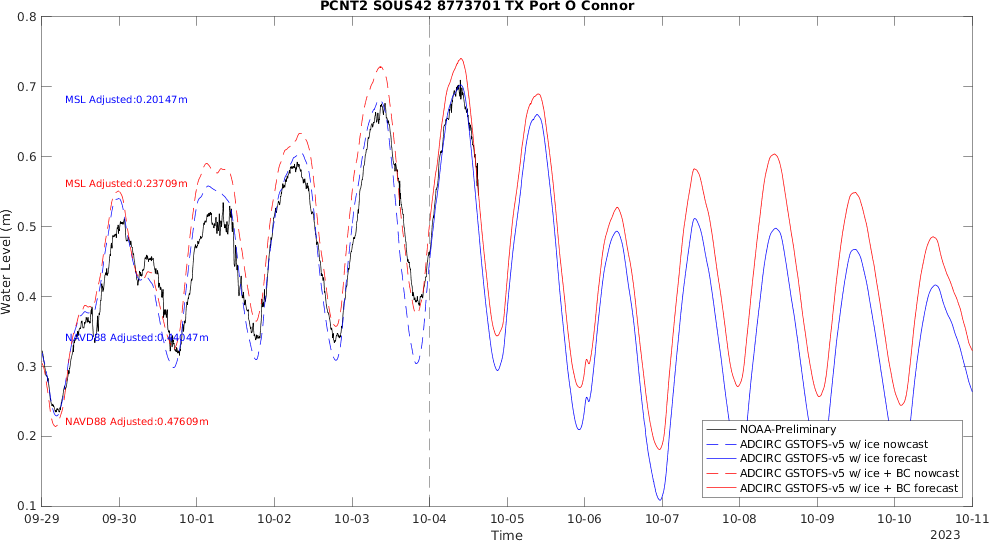 PCNT2 SOUS42 8773701 TX Port O Connor
0.8
0.7
0.6
0.5
0.4
0.3
0.2
0.1
Water Level (m)
MSL Adjusted:0.20147m
MSL Adjusted:0.23709m
NAVD88 Adjusted:0.44047m
NAVD88 Adjusted:0.47609m
NOAA-Preliminary
ADCIRC GSTOFS-v5 w/ ice nowcast
ADCIRC GSTOFS-v5 w/ ice forecast
ADCIRC GSTOFS-v5 w/ ice + BC nowcast
ADCIRC GSTOFS-v5 w/ ice + BC forecast
09-29 09-30 10-01 10-02 10-03 10-04 10-05 10-06 10-07 10-08 10-09 10-10 10-11
Time
2023